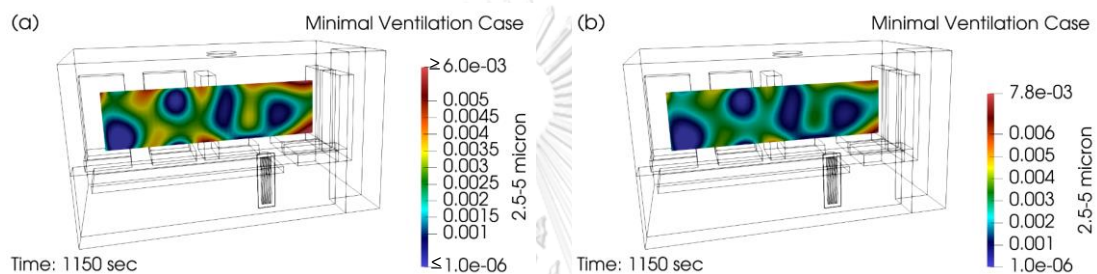 (a) Minimal Ventilation Case
≥ 6.0e-03
0.005
0.0045
0.004
0.0035
0.003
0.0025
0.002
0.0015
0.001
≤ 1.0e-06
2.5-5 micron
Time: 1150 sec
(b) Minimal Ventilation Case
7.8e-03
0.006
0.005
0.004
0.003
0.002
0.001
1.0e-06
2.5-5 micron
Time: 1150 sec